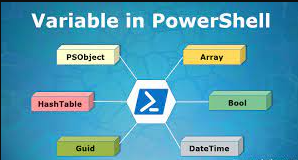 Variable in PowerShell
PSObject
Array
HashTable
Bool
Guid
DateTime